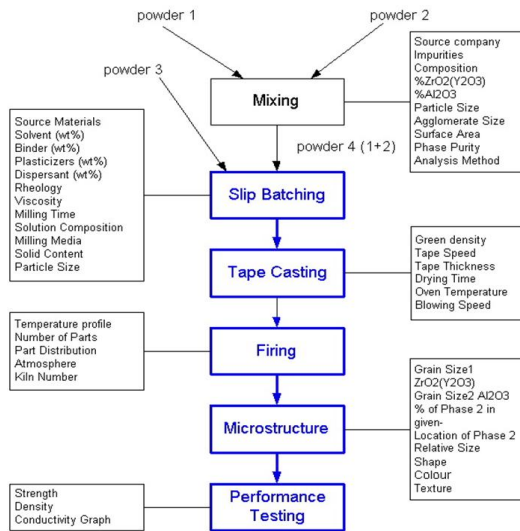 powder 1
powder 2
powder 3
Mixing
Source company
Impurities
Composition
%ZrO2(Y2O3)
%Al2O3
Particle Size
Agglomerate Size
Surface Area
Phase Purity
Analysis Method
powder 4 (1+2)
Source Materials
Solvent (wt%)
Binder (wt%)
Plasticizers (wt%)
Dispersant (wt%)
Rheology
Viscosity
Milling Time
Solution Composition
Milling Media
Solid Content
Particle Size
Slip Batching
Tape Casting
Green density
Tape Speed
Tape Thickness
Drying Time
Oven Temperature
Blowing Speed
Temperature profile
Number of Parts
Part Distribution
Atmosphere
Kiln Number
Firing
Microstructure
Grain Size1
ZrO2(Y2O3)
Grain Size2 Al2O3
% of Phase 2 in
given-
Location of Phase 2
Relative Size
Shape
Colour
Texture
Strength
Density
Conductivity Graph
Performance
Testing